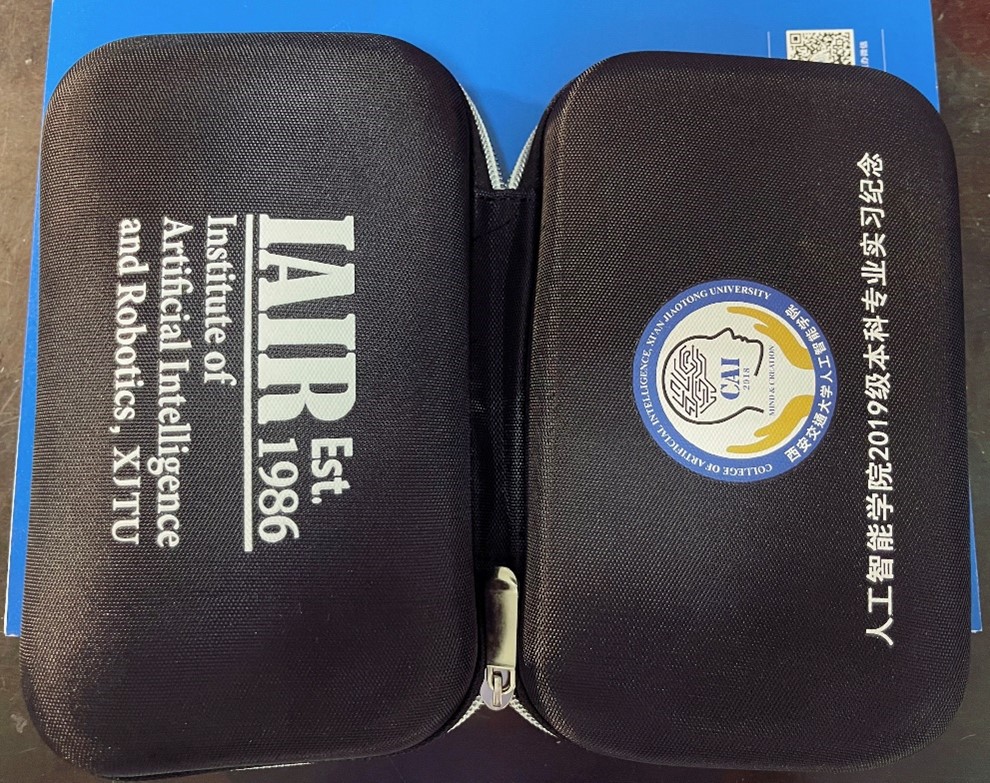 IAIR Est. 1986
Institute of
Artificial Intelligence
and Robotics, XJTU
COLLEGE OF ARTIFICIAL INTELLIGENCE, XI'AN JIAOTONG UNIVERSITY
CAI
2918
MIND & CREATION
西安交通大学人工智能学院
人工智能学院2019级本科专业实习纪念